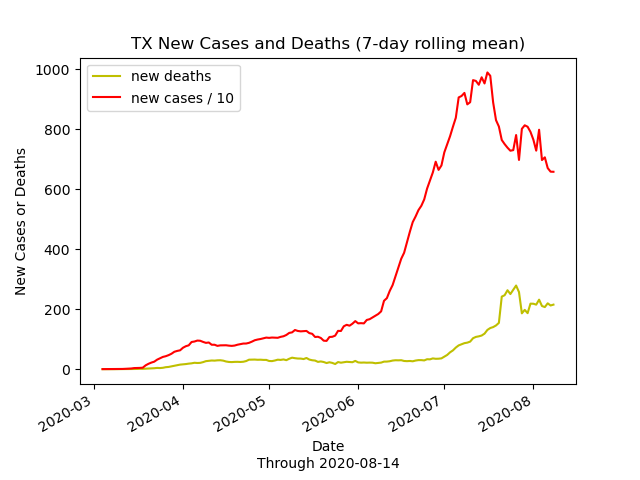 TX New Cases and Deaths (7-day rolling mean)
new deaths
new cases / 10
New Cases or Deaths
1000
800
600
400
200
0
2020-03
2020-04
2020-05
2020-06
2020-07
2020-08
Date
Through 2020-08-14